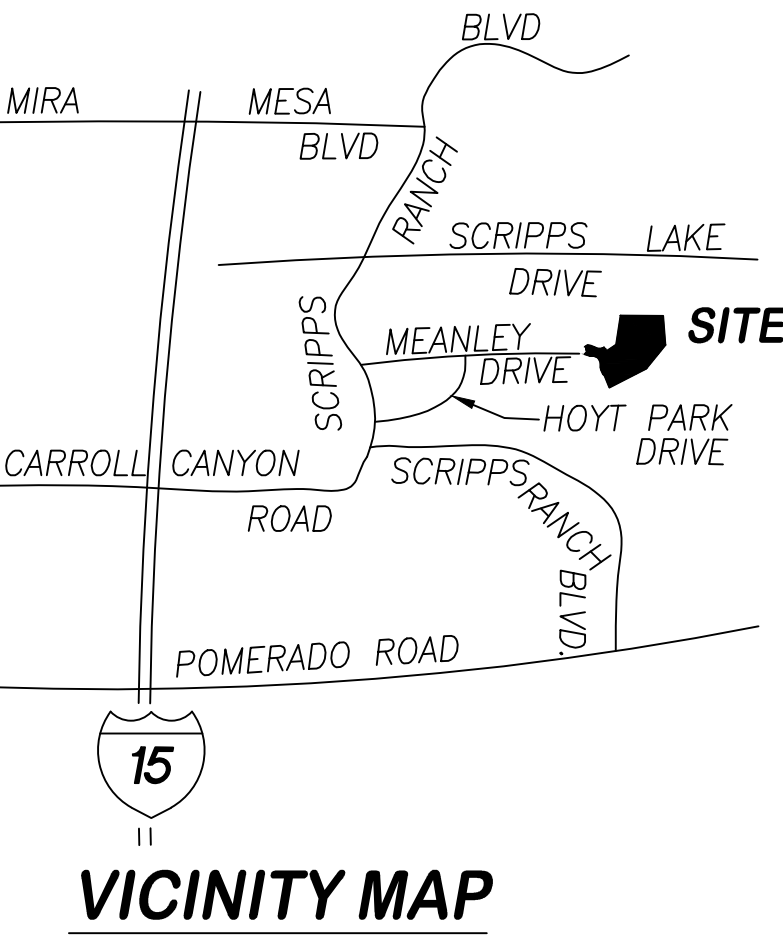 BLVD
MIRA MESA
BLVD
RANCH
SCRIPPS LAKE
DRIVE
SCRIPPS
SITE
MEANLEY
DRIVE
HOYT PARK
DRIVE
CARROLL CANYON
ROAD
SCRIPPS
RANCH
BLVD.
POMERADO ROAD
15
VICINITY MAP